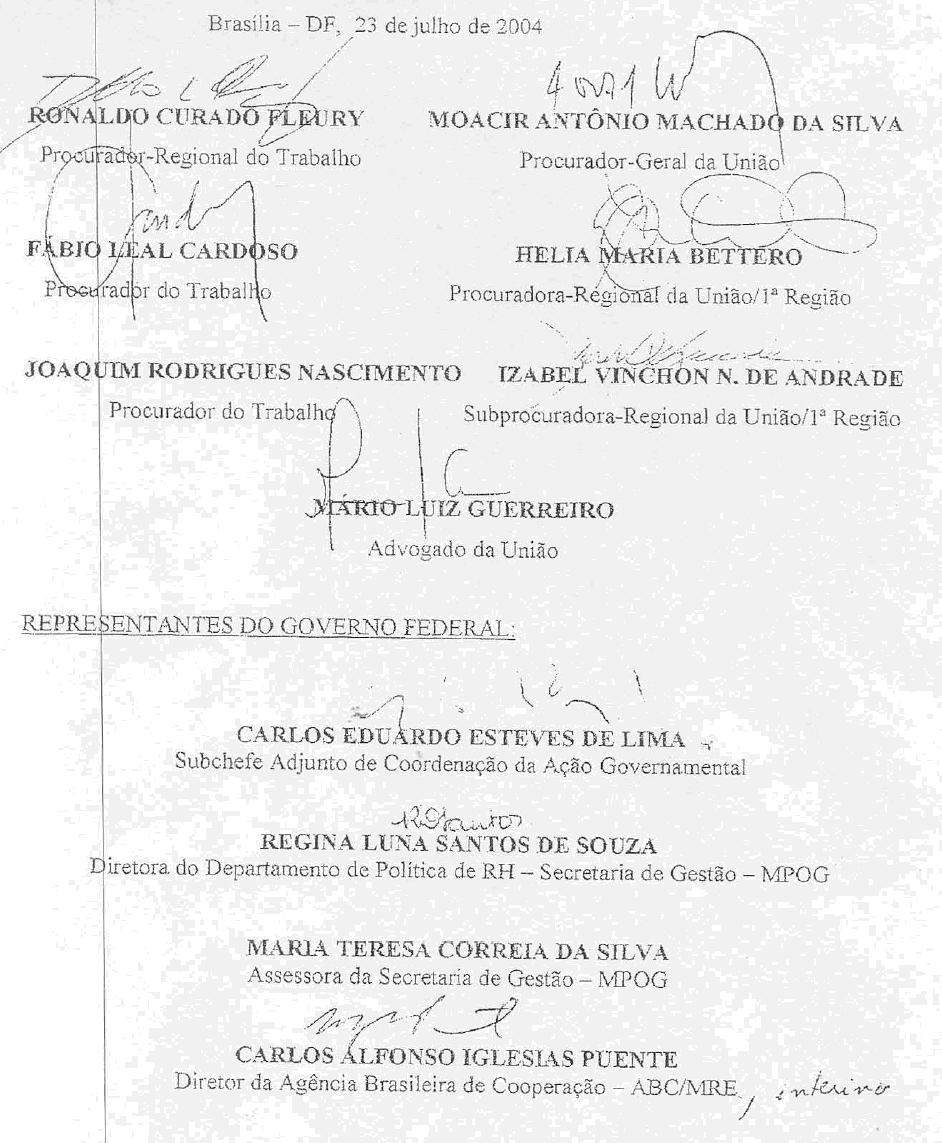 Brasília – DF, 23 de julho de 2004
RONALDO CURADO FLEURY
MOACIR ANTÔNIO MACHADO DA SILVA
Procurador-Regional do Trabalho
Procurador-Geral da União
FÁBIO LEAL CARDOSO
HELIA MARIA BETTERO
Procurador do Trabalho
Procuradora-Regional da União/1ª Região
JOAQUIM RODRIGUES NASCIMENTO
IZABEL VINCHON N. DE ANDRADE
Procurador do Trabalho
Subprocuradora-Regional da União/1ª Região
MÁRIO LUIZ GUERREIRO
Advogado da União
REPRESENTANTES DO GOVERNO FEDERAL:
CARLOS EDUARDO ESTEVES DE LIMA
Subchefe Adjunto de Coordenação da Ação Governamental
REGINA LUNA SANTOS DE SOUZA
Diretora do Departamento de Política de RH – Secretaria de Gestão – MPOG
MARIA TERESA CORREIA DA SILVA
Assessora da Secretaria de Gestão – MPOG
CARLOS ALFONSO IGLESIAS PUENTE
Diretor da Agência Brasileira de Cooperação – ABC/MRE, interino